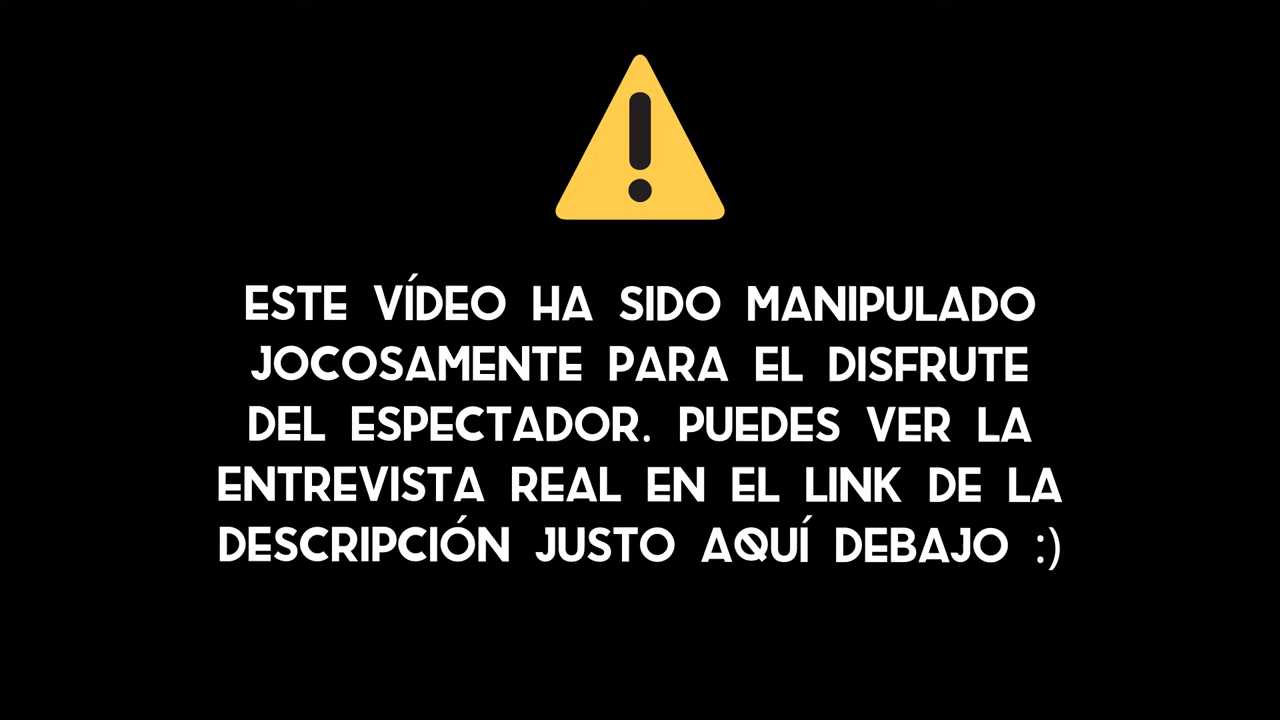 ESTE VÍDEO HA SIDO MANIPULADO
JOCOSAMENTE PARA EL DISFRUTE
DEL ESPECTADOR. PUEDES VER LA
ENTREVISTA REAL EN EL LINK DE LA
DESCRIPCIÓN JUSTO AQUÍ DEBAJO :)